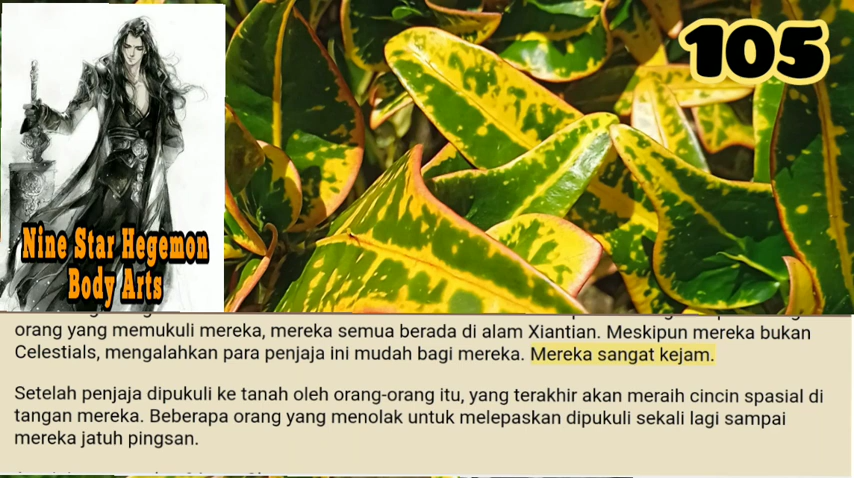 105
Nine Star Hegemon
Body Arts
orang yang memukuli mereka, mereka semua berada di alam Xiantian. Meskipun mereka bukan
Celestials, mengalahkan para penjaja ini mudah bagi mereka. Mereka sangat kejam.
Setelah penjaja dipukuli ke tanah oleh orang-orang itu, yang terakhir akan meraih cincin spasial di
tangan mereka. Beberapa orang yang menolak untuk melepaskan dipukuli sekali lagi sampai
mereka jatuh pingsan.